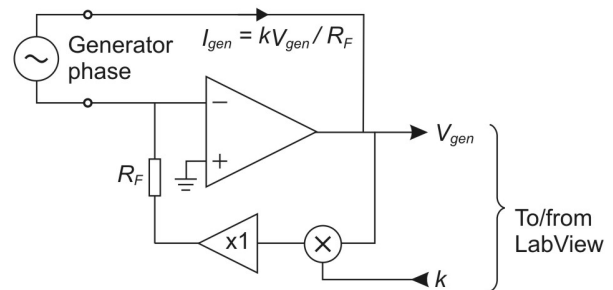 Generator
phase
I_gen = kV_gen / R_F
−
+
V_gen
R_F
x1
×
k
To/from
LabView